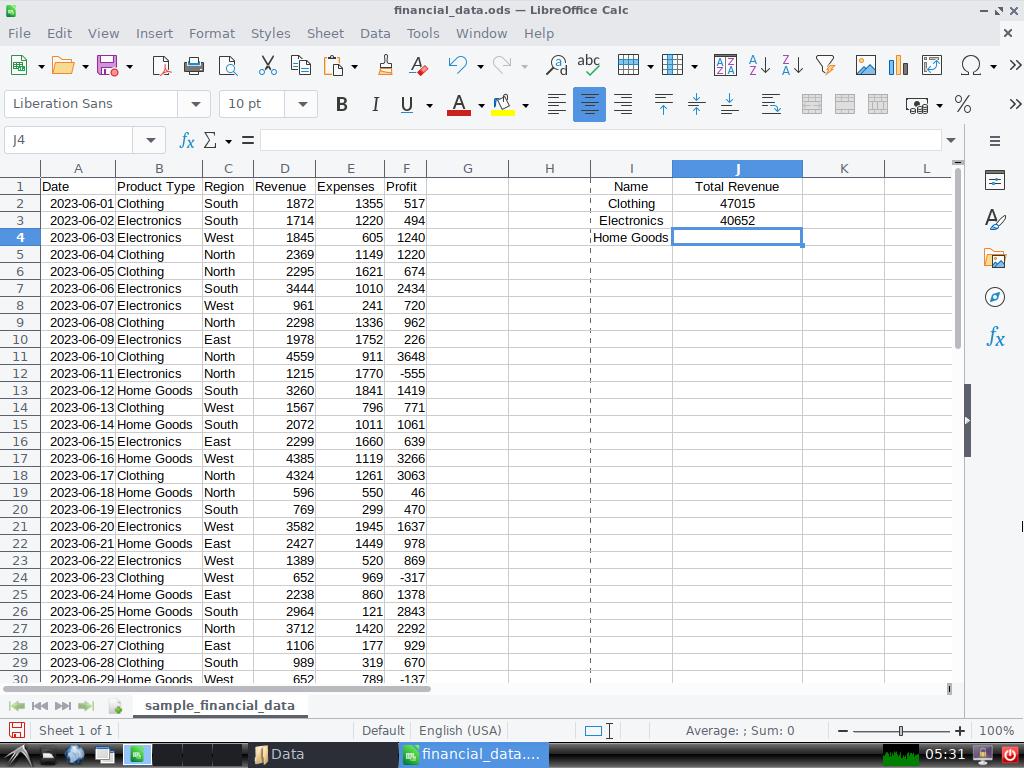 financial_data.ods — LibreOffice Calc
File Edit View Insert Format Styles Sheet Data Tools Window Help
Liberation Sans 10 pt
J4
A B C D E F G H I J K L
1 Date Product Type Region Revenue Expenses Profit Name Total Revenue
2 2023-06-01 Clothing South 1872 1355 517 Clothing 47015
3 2023-06-02 Electronics South 1714 1220 494 Electronics 40652
4 2023-06-03 Electronics West 1845 605 1240 Home Goods
5 2023-06-04 Clothing North 2369 1149 1220
6 2023-06-05 Clothing North 2295 1621 674
7 2023-06-06 Electronics South 3444 1010 2434
8 2023-06-07 Electronics West 961 241 720
9 2023-06-08 Clothing North 2298 1336 962
10 2023-06-09 Electronics East 1978 1752 226
11 2023-06-10 Clothing North 4559 911 3648
12 2023-06-11 Electronics North 1215 1770 -555
13 2023-06-12 Home Goods South 3260 1841 1419
14 2023-06-13 Clothing West 1567 796 771
15 2023-06-14 Home Goods South 2072 1011 1061
16 2023-06-15 Electronics East 2299 1660 639
17 2023-06-16 Home Goods West 4385 1119 3266
18 2023-06-17 Clothing North 4324 1261 3063
19 2023-06-18 Home Goods North 596 550 46
20 2023-06-19 Electronics South 769 299 470
21 2023-06-20 Electronics West 3582 1945 1637
22 2023-06-21 Home Goods East 2427 1449 978
23 2023-06-22 Electronics West 1389 520 869
24 2023-06-23 Clothing West 652 969 -317
25 2023-06-24 Home Goods East 2238 860 1378
26 2023-06-25 Home Goods South 2964 121 2843
27 2023-06-26 Electronics North 3712 1420 2292
28 2023-06-27 Clothing East 1106 177 929
29 2023-06-28 Clothing South 989 319 670
30 2023-06-29 Home Goods West 652 789 -137
sample_financial_data
Sheet 1 of 1 Default English (USA) Average: ; Sum: 0 100%
Data financial_data.... 05:31